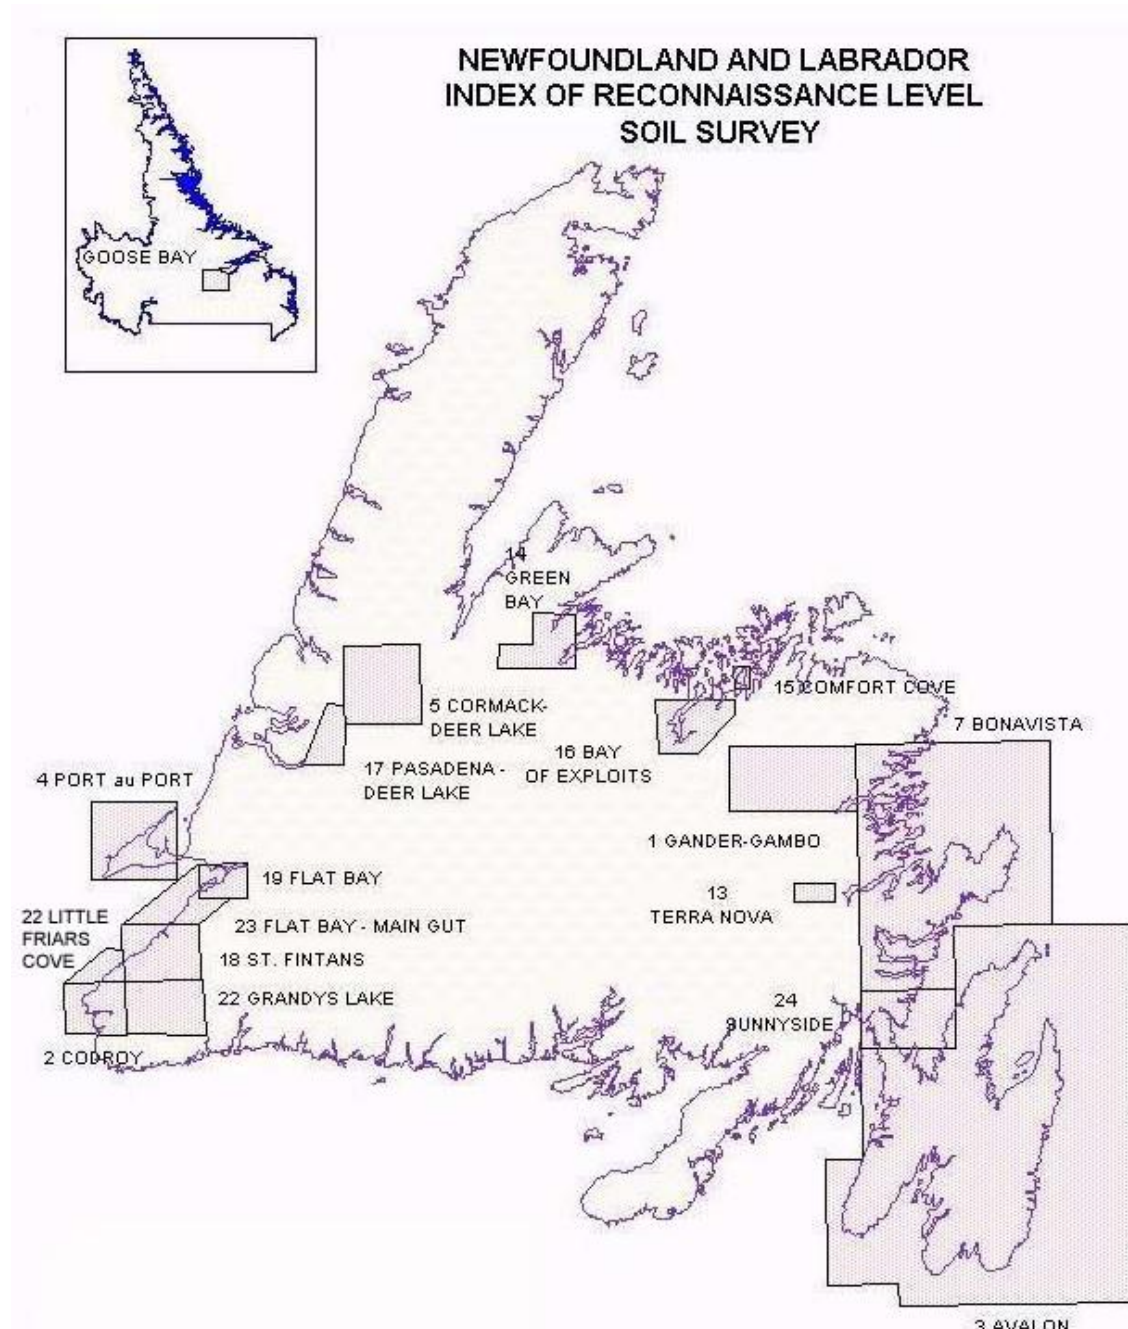 NEWFOUNDLAND AND LABRADOR
INDEX OF RECONNAISSANCE LEVEL
SOIL SURVEY
GOOSE BAY
14
GREEN
BAY
15 COMFORT COVE
5 CORMACK-
DEER LAKE
7 BONAVISTA
16 BAY
OF EXPLOITS
17 PASADENA -
DEER LAKE
4 PORT au PORT
1 GANDER-GAMBO
19 FLAT BAY
13
TERRA NOVA
22 LITTLE
FRIARS
COVE
23 FLAT BAY - MAIN GUT
18 ST. FINTANS
22 GRANDYS LAKE
24
SUNNYSIDE
2 CODROY
3 AVALON